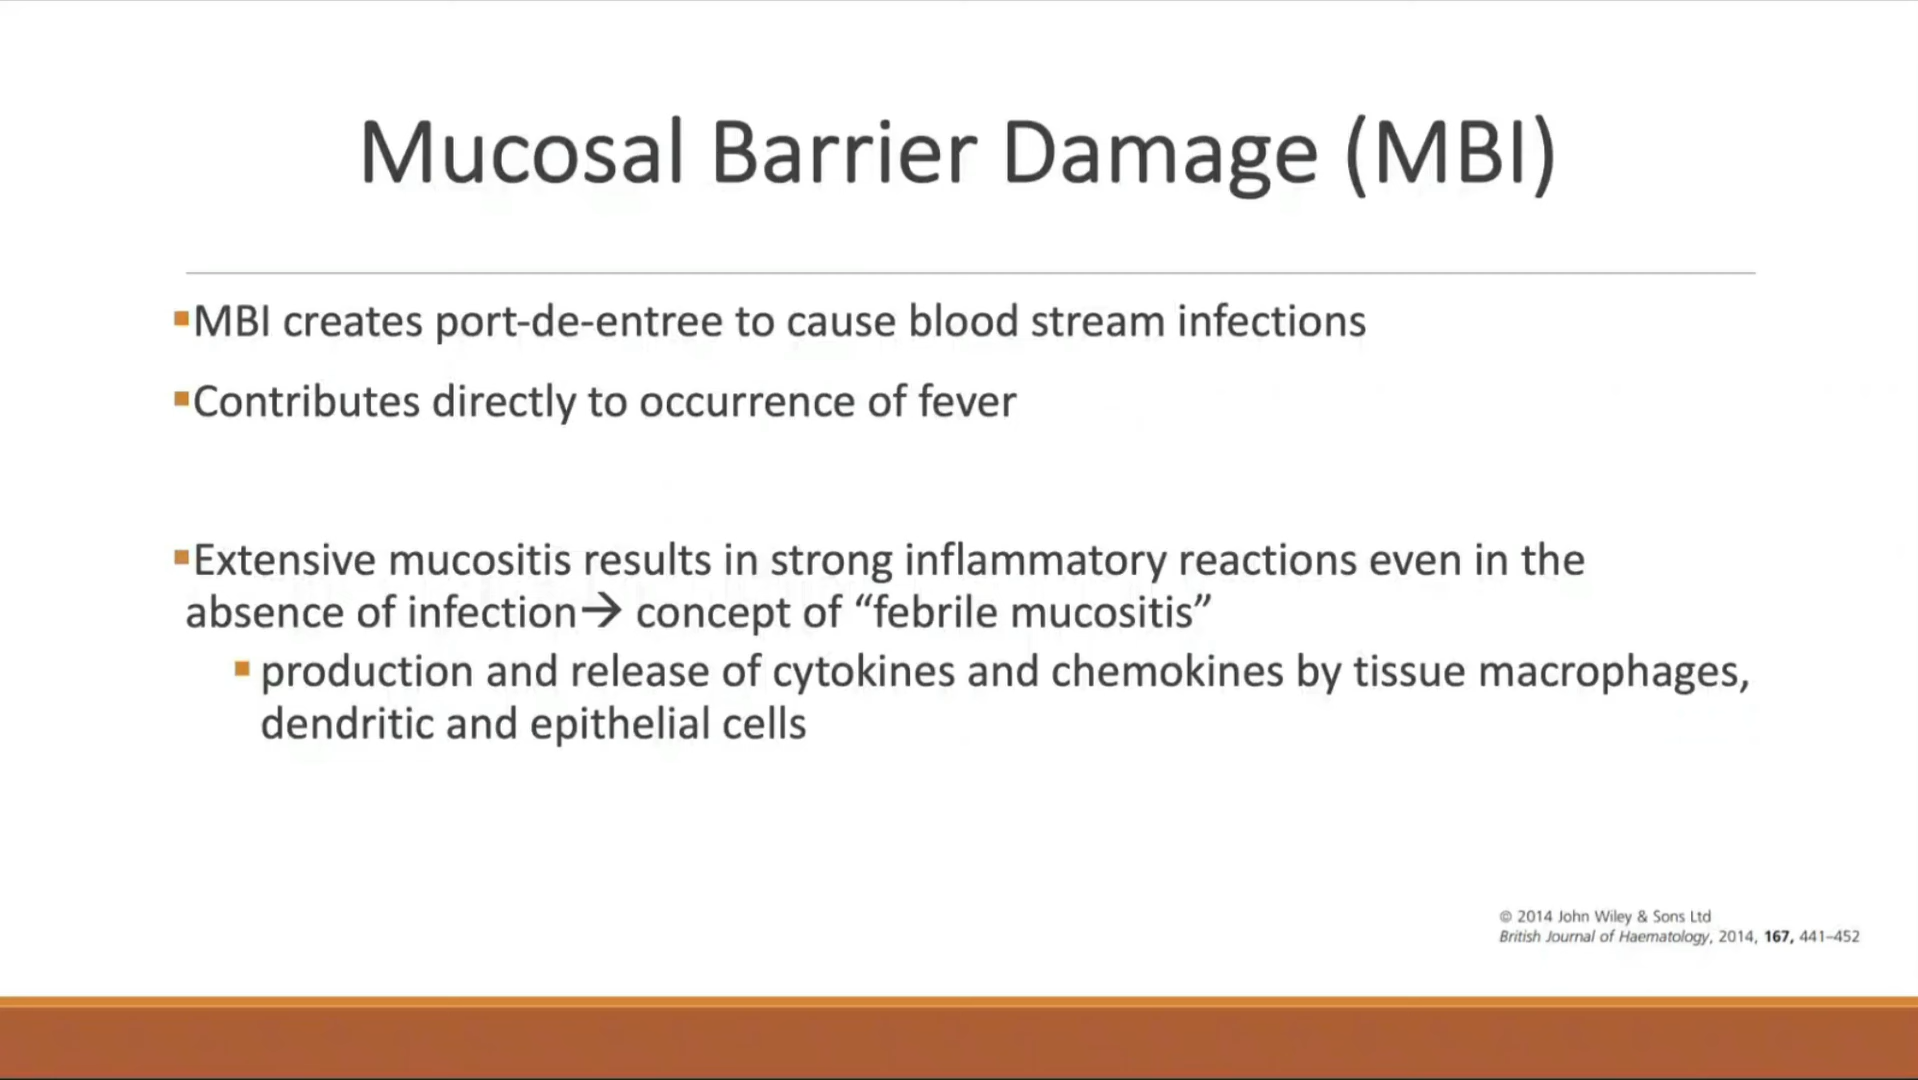 Mucosal Barrier Damage (MBI)
▪MBI creates port-de-entree to cause blood stream infections
▪Contributes directly to occurrence of fever
▪Extensive mucositis results in strong inflammatory reactions even in the
absence of infection→ concept of “febrile mucositis”
▪ production and release of cytokines and chemokines by tissue macrophages,
dendritic and epithelial cells
© 2014 John Wiley & Sons Ltd
British Journal of Haematology, 2014, 167, 441–452